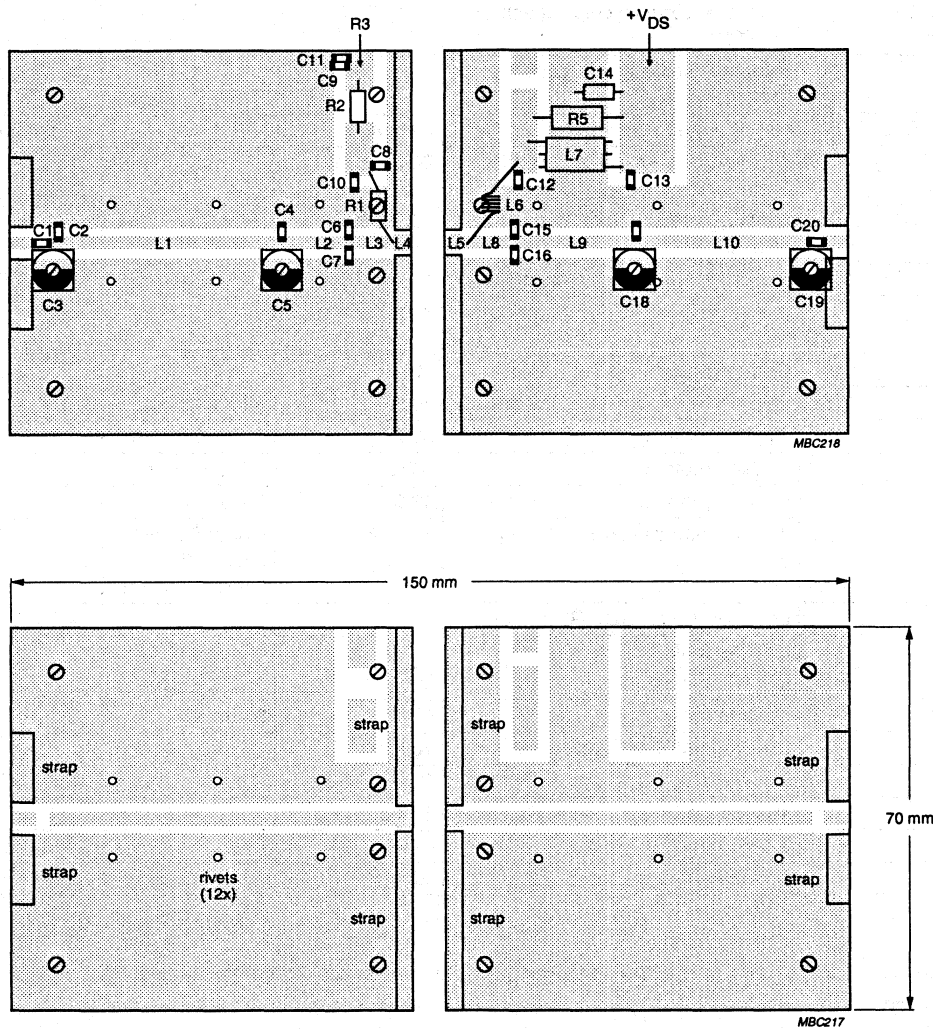 R3
+VDS
C11
C9
R2
C14
R5
L7
C8
C10
C12
C13
R1
L6
C1
C2
C4
C6
C15
C20
L1
L2
L3
L4
L5
L8
L9
L10
C7
C16
C3
C5
C18
C19
MBC218
150 mm
strap
strap
strap
strap
70 mm
strap
rivets
(12x)
strap
strap
strap
MBC217